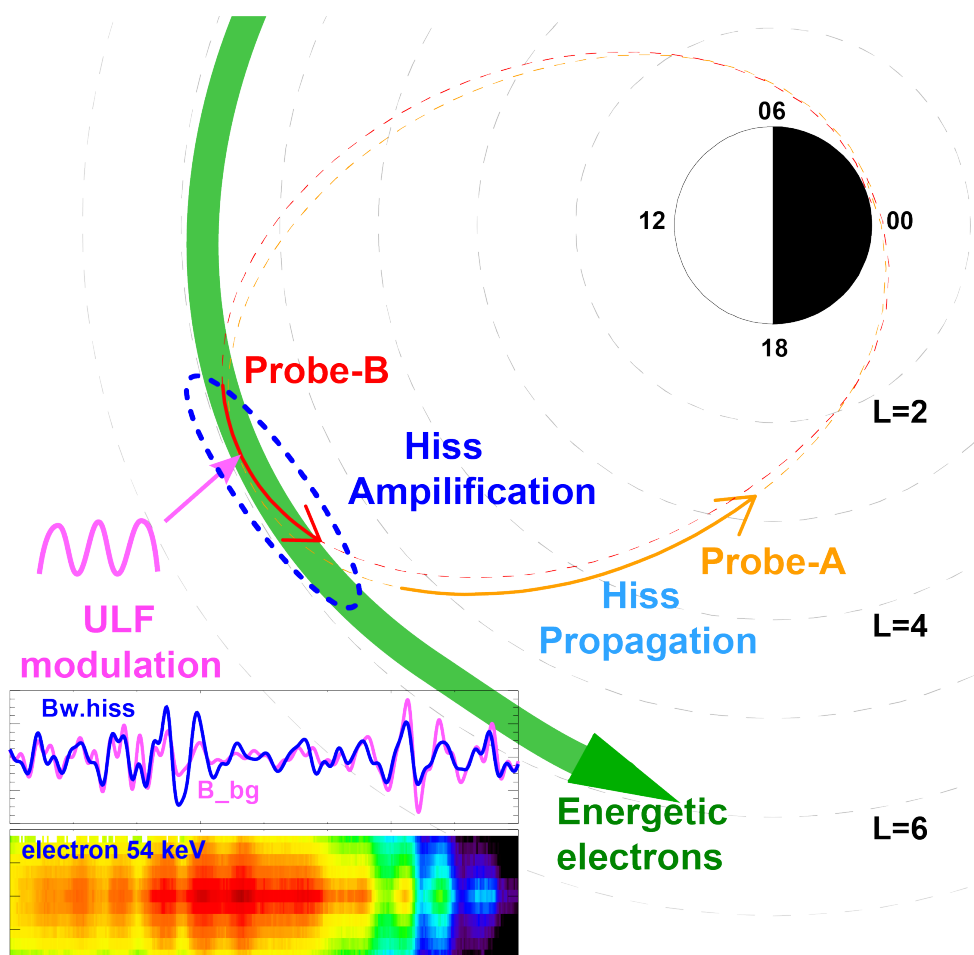 06
12
00
18
Probe-B
L=2
Hiss
Ampilification
Probe-A
Hiss
Propagation
ULF
modulation
L=4
Bw.hiss
B_bg
Energetic
electrons
L=6
electron 54 keV